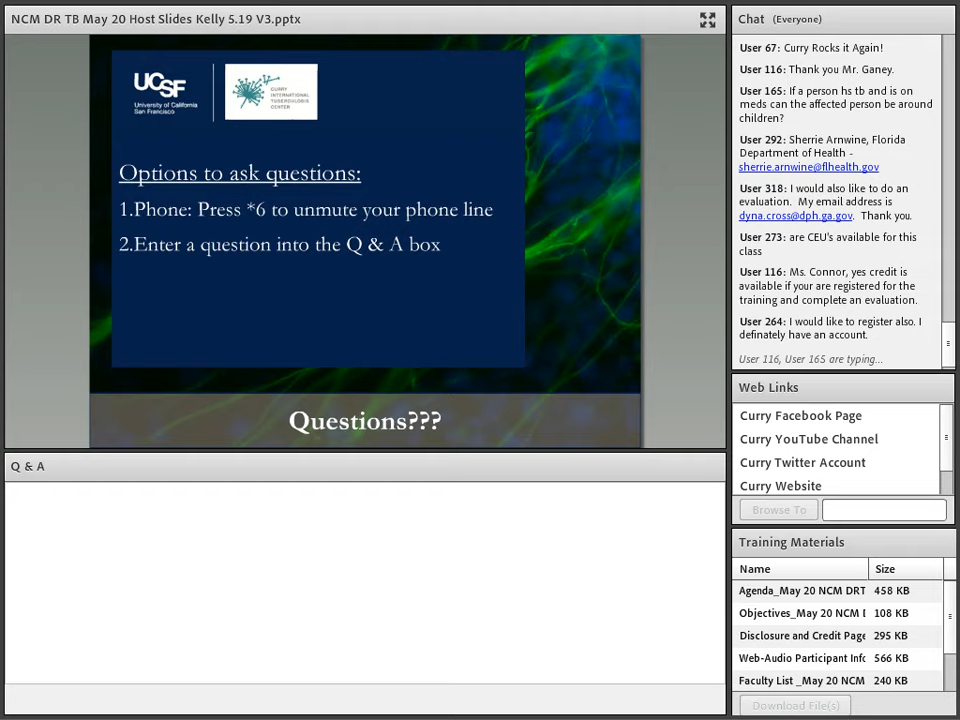 NCM DR TB May 20 Host Slides Kelly 5.19 V3.pptx
UCSF
University of California
San Francisco
CURRY
INTERNATIONAL
TUBERCULOSIS
CENTER
Options to ask questions:
1.Phone: Press *6 to unmute your phone line
2.Enter a question into the Q & A box
Questions???
Q & A
Chat (Everyone)
User 67: Curry Rocks it Again!
User 116: Thank you Mr. Ganey.
User 165: If a person hs tb and is on
meds can the affected person be around
children?
User 292: Sherrie Arnwine, Florida
Department of Health -
sherrie.arnwine@flhealth.gov
User 318: I would also like to do an
evaluation. My email address is
dyna.cross@dph.ga.gov. Thank you.
User 273: are CEU's available for this
class
User 116: Ms. Connor, yes credit is
available if your are registered for the
training and complete an evaluation.
User 264: I would like to register also. I
definately have an account.
User 116, User 165 are typing...
Web Links
Curry Facebook Page
Curry YouTube Channel
Curry Twitter Account
Curry Website
Browse To
Training Materials
Name Size
Agenda_May 20 NCM DRT 458 KB
Objectives_May 20 NCM D 108 KB
Disclosure and Credit Page 295 KB
Web-Audio Participant Info 566 KB
Faculty List _May 20 NCM 240 KB
Download File(s)